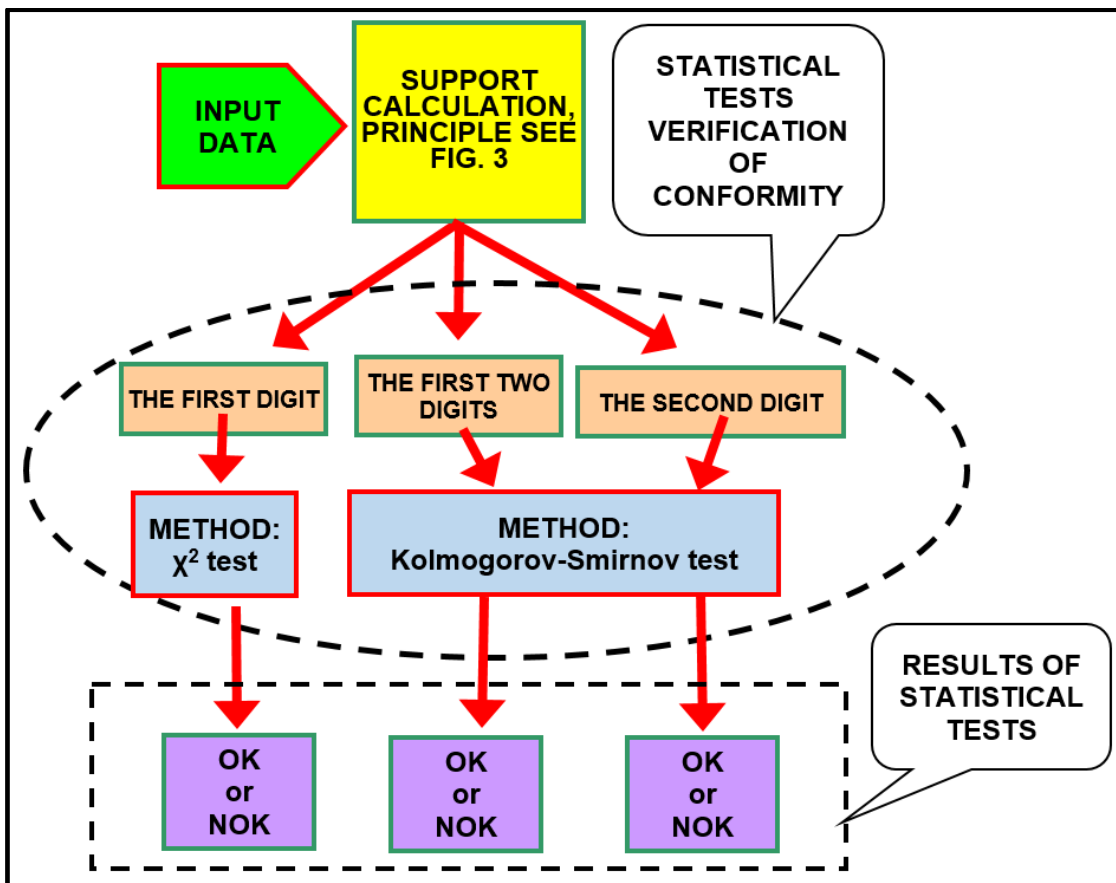 INPUT
DATA
SUPPORT
CALCULATION,
PRINCIPLE SEE
FIG. 3
STATISTICAL
TESTS
VERIFICATION
OF
CONFORMITY
THE FIRST DIGIT
THE FIRST TWO
DIGITS
THE SECOND DIGIT
METHOD:
χ² test
METHOD:
Kolmogorov-Smirnov test
RESULTS OF
STATISTICAL
TESTS
OK
or
NOK
OK
or
NOK
OK
or
NOK